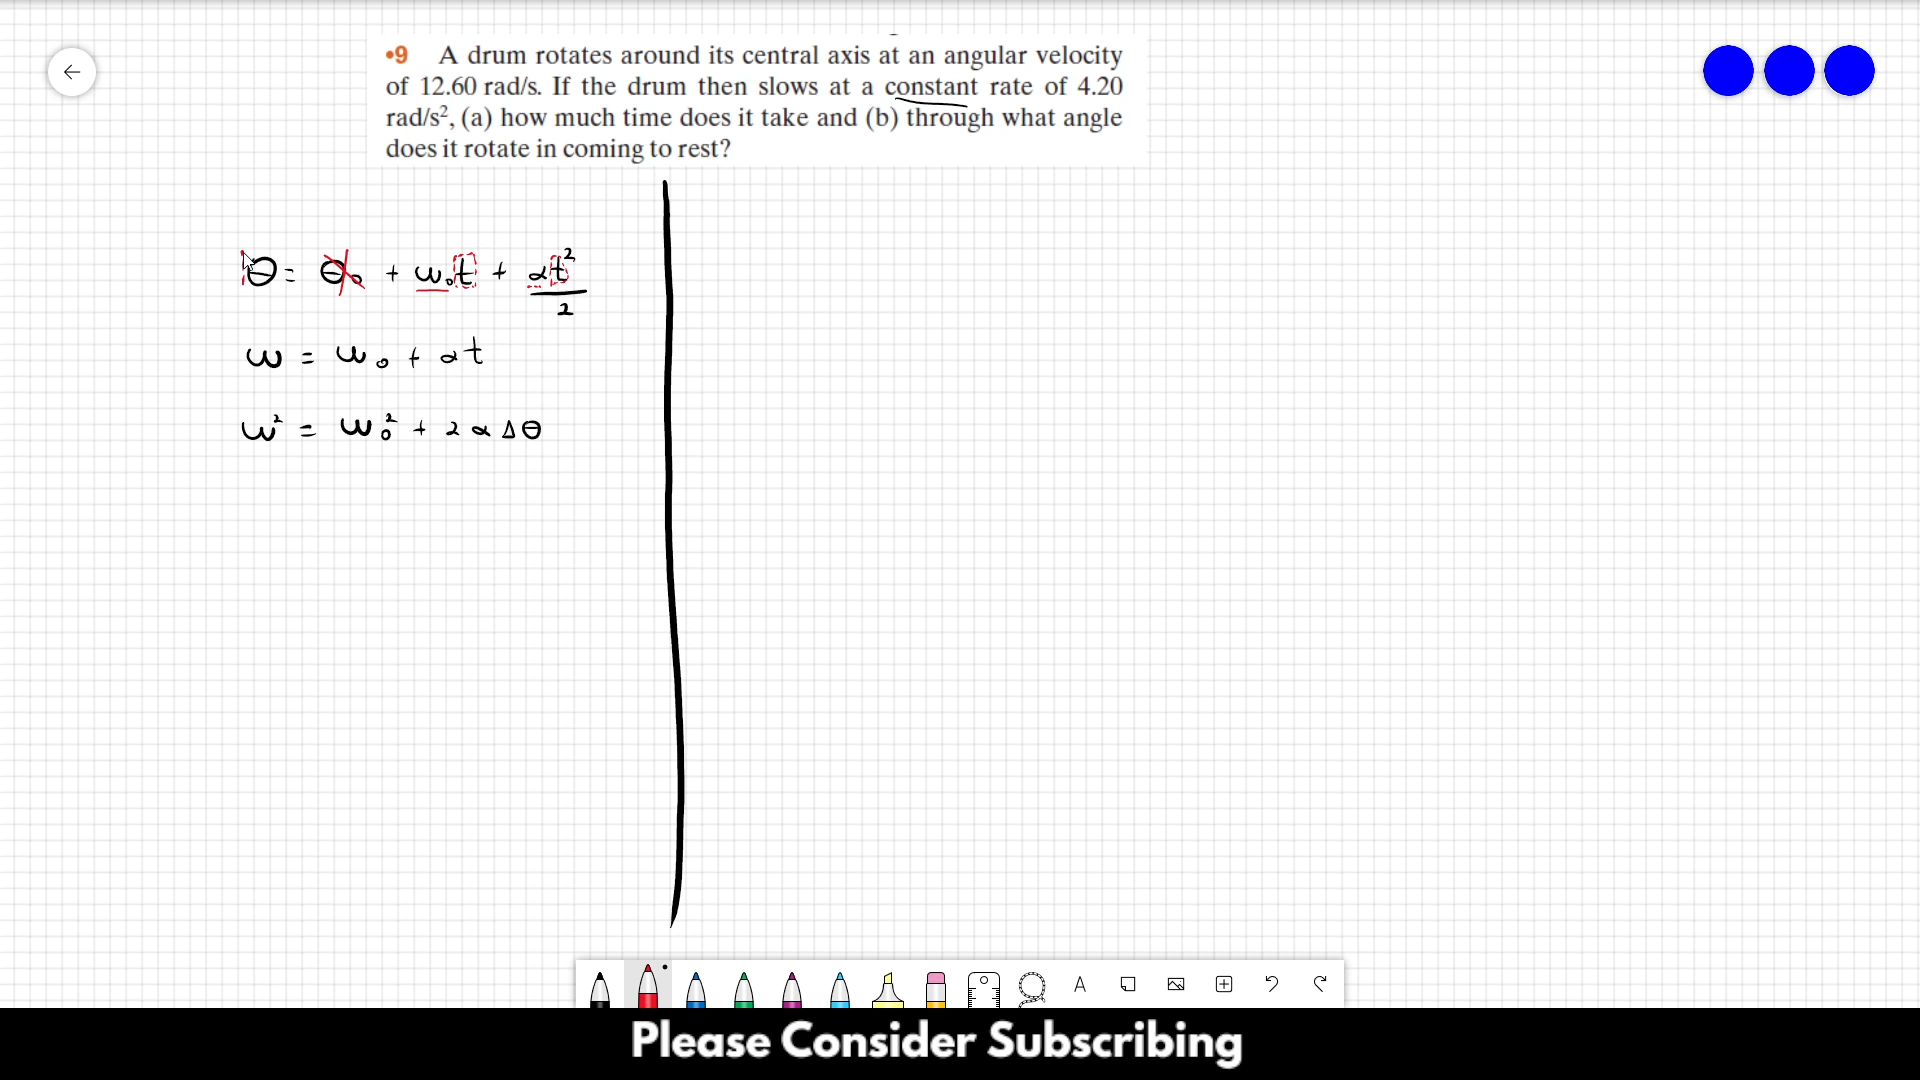 •9 A drum rotates around its central axis at an angular velocity
of 12.60 rad/s. If the drum then slows at a constant rate of 4.20
rad/s², (a) how much time does it take and (b) through what angle
does it rotate in coming to rest?
θ = θ₀ + ω₀t + αt²/2
ω = ω₀ + αt
ω² = ω₀² + 2αΔθ
A
Please Consider Subscribing